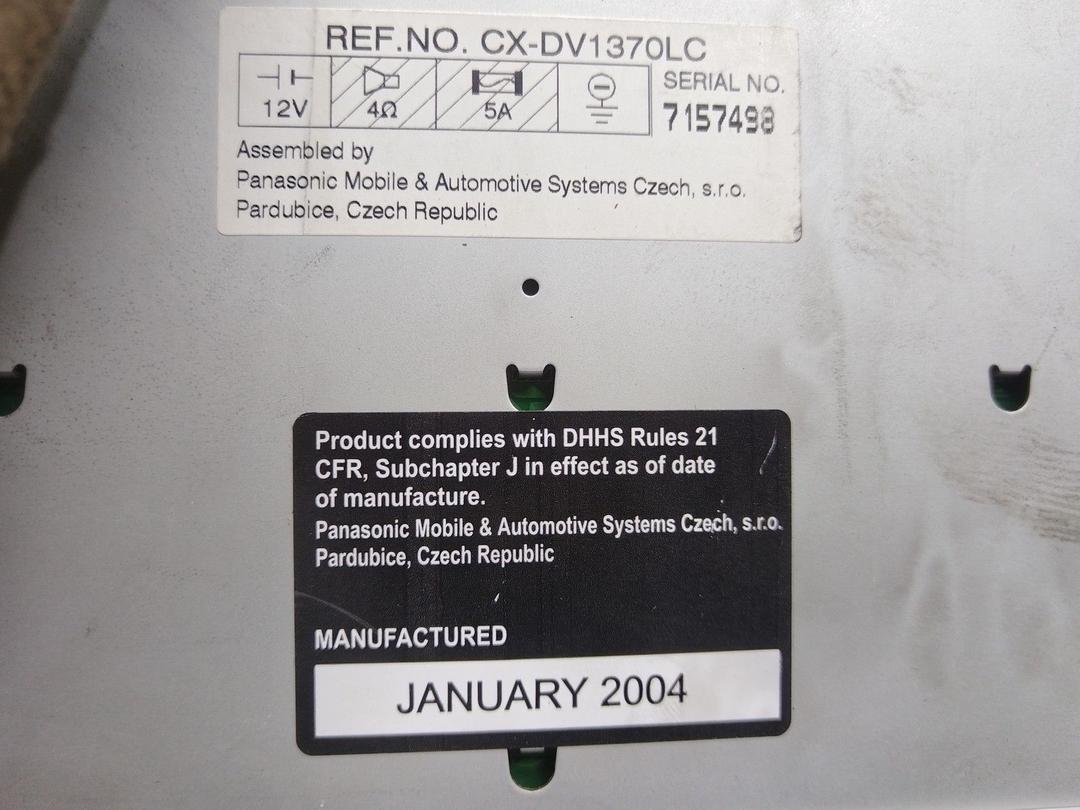 REF.NO. CX-DV1370LC
12V 4Ω 5A
SERIAL NO.
7157498
Assembled by
Panasonic Mobile & Automotive Systems Czech, s.r.o.
Pardubice, Czech Republic
Product complies with DHHS Rules 21
CFR, Subchapter J in effect as of date
of manufacture.
Panasonic Mobile & Automotive Systems Czech, s.r.o.
Pardubice, Czech Republic
MANUFACTURED
JANUARY 2004